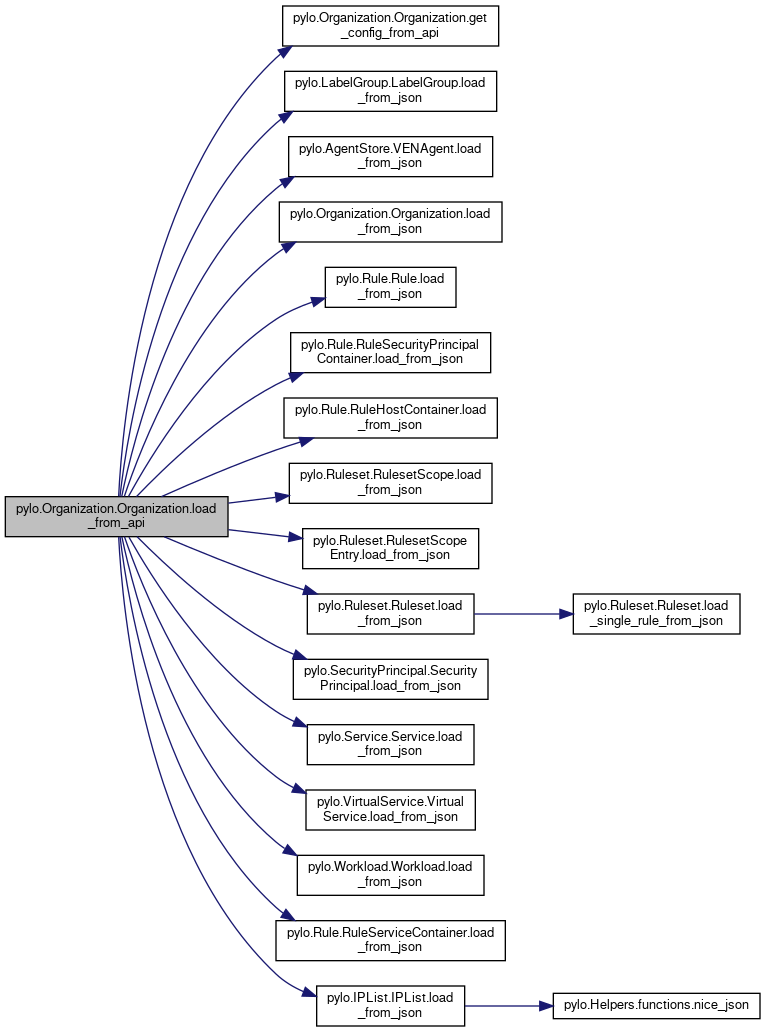 pylo.Organization.Organization.get
_config_from_api
pylo.LabelGroup.LabelGroup.load
_from_json
pylo.AgentStore.VENAgent.load
_from_json
pylo.Organization.Organization.load
_from_json
pylo.Rule.Rule.load
_from_json
pylo.Rule.RuleSecurityPrincipal
Container.load_from_json
pylo.Rule.RuleHostContainer.load
_from_json
pylo.Ruleset.RulesetScope.load
_from_json
pylo.Organization.Organization.load
_from_api
pylo.Ruleset.RulesetScope
Entry.load_from_json
pylo.Ruleset.Ruleset.load
_from_json
pylo.Ruleset.Ruleset.load
_single_rule_from_json
pylo.SecurityPrincipal.Security
Principal.load_from_json
pylo.Service.Service.load
_from_json
pylo.VirtualService.Virtual
Service.load_from_json
pylo.Workload.Workload.load
_from_json
pylo.Rule.RuleServiceContainer.load
_from_json
pylo.IPList.IPList.load
_from_json
pylo.Helpers.functions.nice_json